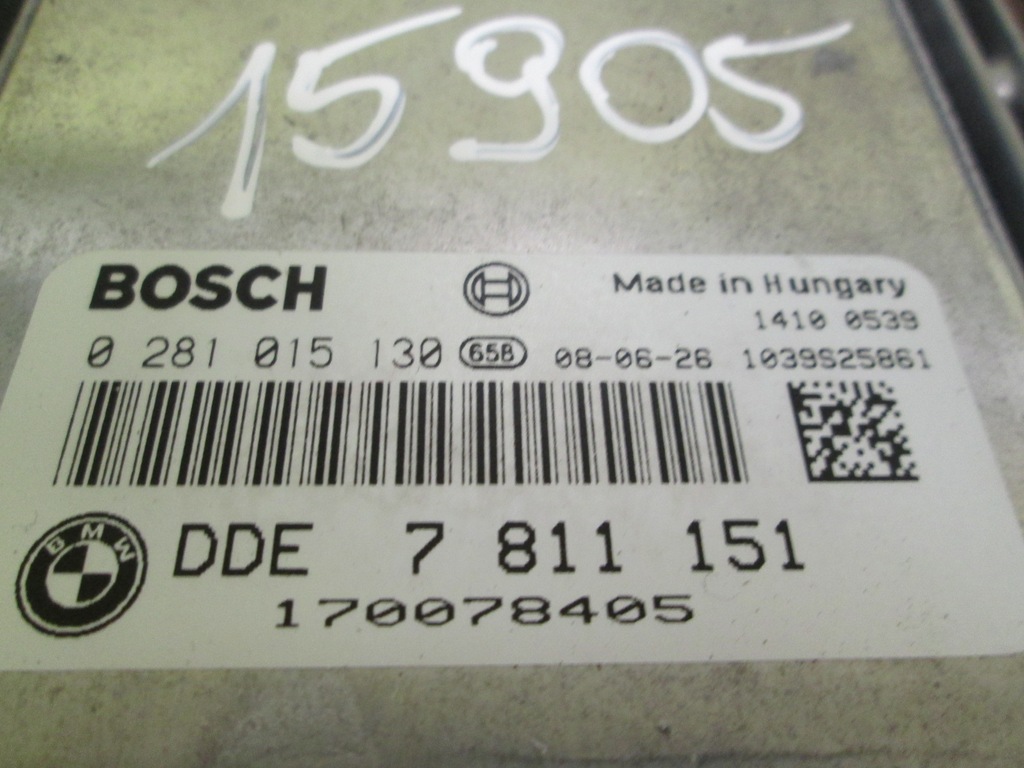 15905
BOSCH
Made in Hungary
1410 0539
0 281 015 130 65B 08-06-26 1039S25861
BMW
DDE 7 811 151
170078405